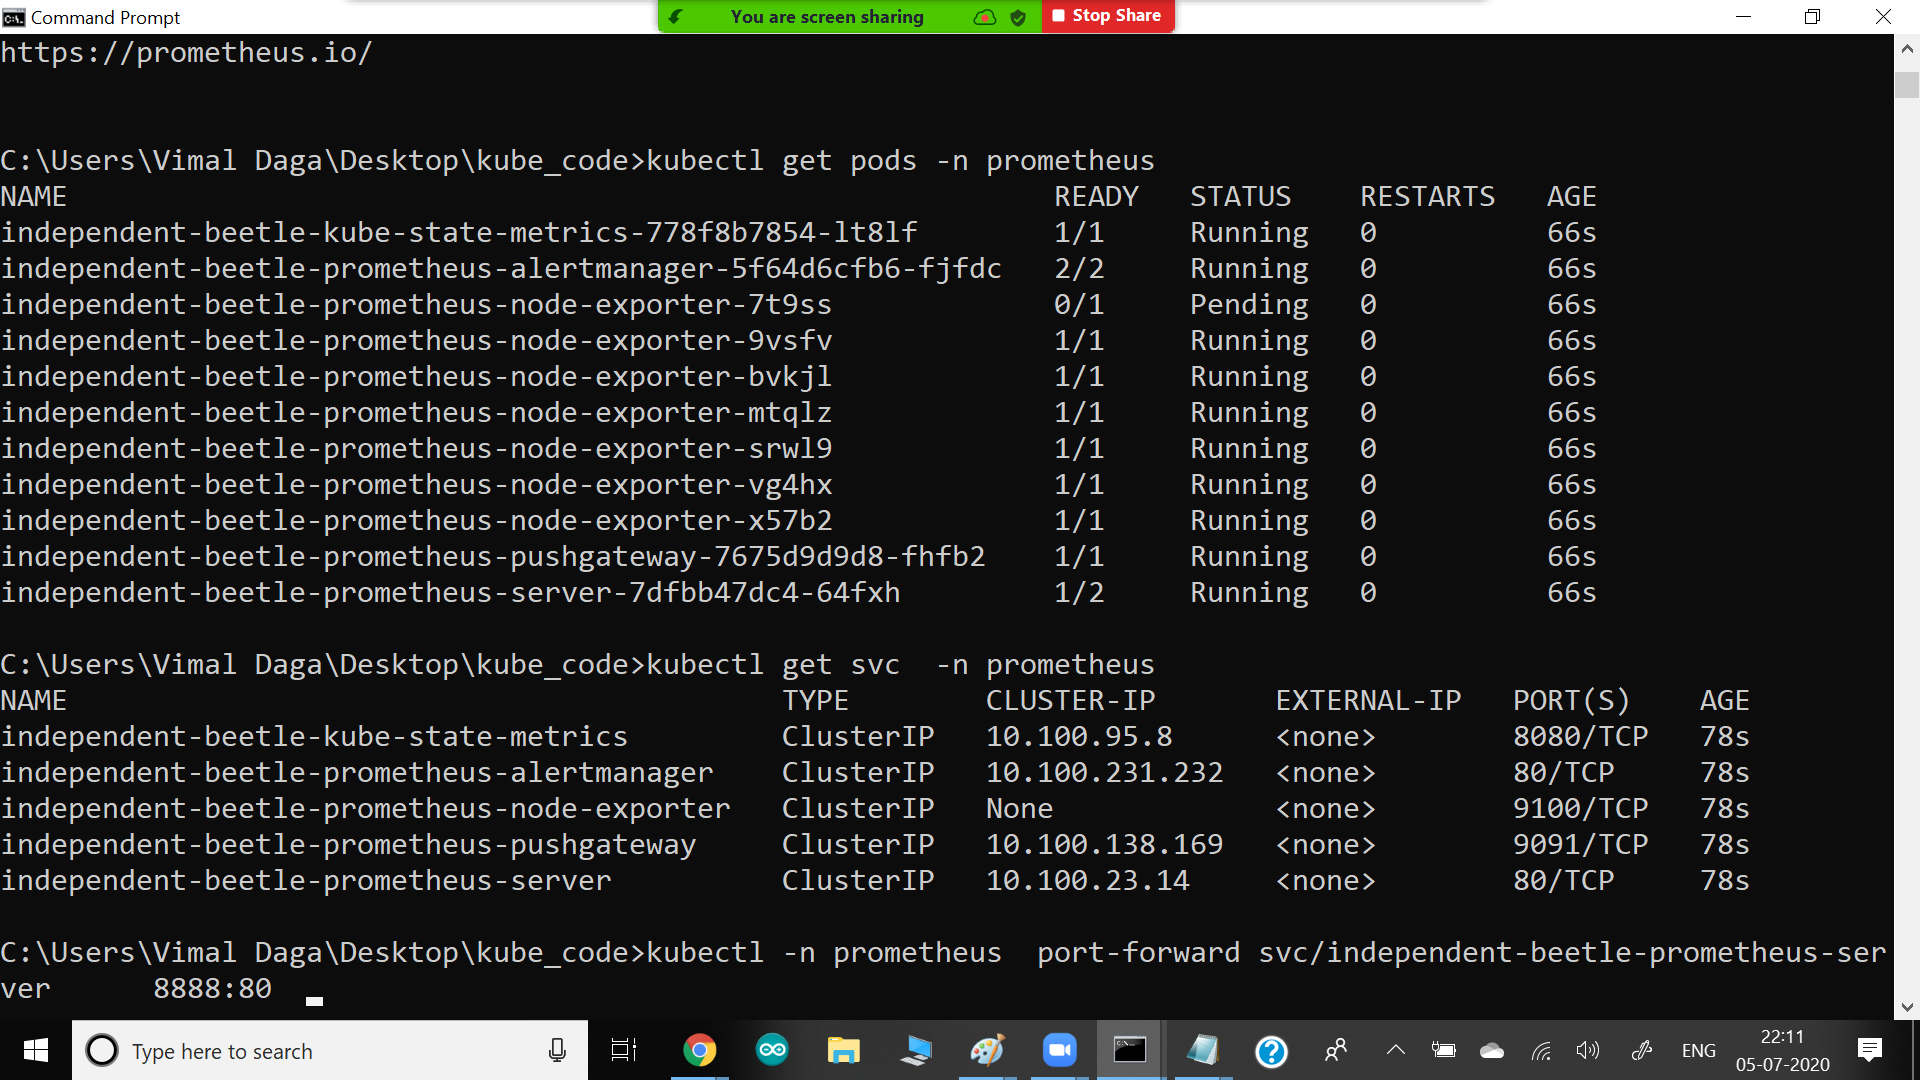 Command Prompt
You are screen sharing
Stop Share
https://prometheus.io/
C:\Users\Vimal Daga\Desktop\kube_code>kubectl get pods -n prometheus
NAME READY STATUS RESTARTS AGE
independent-beetle-kube-state-metrics-778f8b7854-lt8lf 1/1 Running 0 66s
independent-beetle-prometheus-alertmanager-5f64d6cfb6-fjfdc 2/2 Running 0 66s
independent-beetle-prometheus-node-exporter-7t9ss 0/1 Pending 0 66s
independent-beetle-prometheus-node-exporter-9vsfv 1/1 Running 0 66s
independent-beetle-prometheus-node-exporter-bvkjl 1/1 Running 0 66s
independent-beetle-prometheus-node-exporter-mtqlz 1/1 Running 0 66s
independent-beetle-prometheus-node-exporter-srwl9 1/1 Running 0 66s
independent-beetle-prometheus-node-exporter-vg4hx 1/1 Running 0 66s
independent-beetle-prometheus-node-exporter-x57b2 1/1 Running 0 66s
independent-beetle-prometheus-pushgateway-7675d9d9d8-fhfb2 1/1 Running 0 66s
independent-beetle-prometheus-server-7dfbb47dc4-64fxh 1/2 Running 0 66s
C:\Users\Vimal Daga\Desktop\kube_code>kubectl get svc  -n prometheus
NAME TYPE CLUSTER-IP EXTERNAL-IP PORT(S) AGE
independent-beetle-kube-state-metrics ClusterIP 10.100.95.8 <none> 8080/TCP 78s
independent-beetle-prometheus-alertmanager ClusterIP 10.100.231.232 <none> 80/TCP 78s
independent-beetle-prometheus-node-exporter ClusterIP None <none> 9100/TCP 78s
independent-beetle-prometheus-pushgateway ClusterIP 10.100.138.169 <none> 9091/TCP 78s
independent-beetle-prometheus-server ClusterIP 10.100.23.14 <none> 80/TCP 78s
C:\Users\Vimal Daga\Desktop\kube_code>kubectl -n prometheus  port-forward svc/independent-beetle-prometheus-ser
ver      8888:80
Type here to search
ENG
22:11
05-07-2020